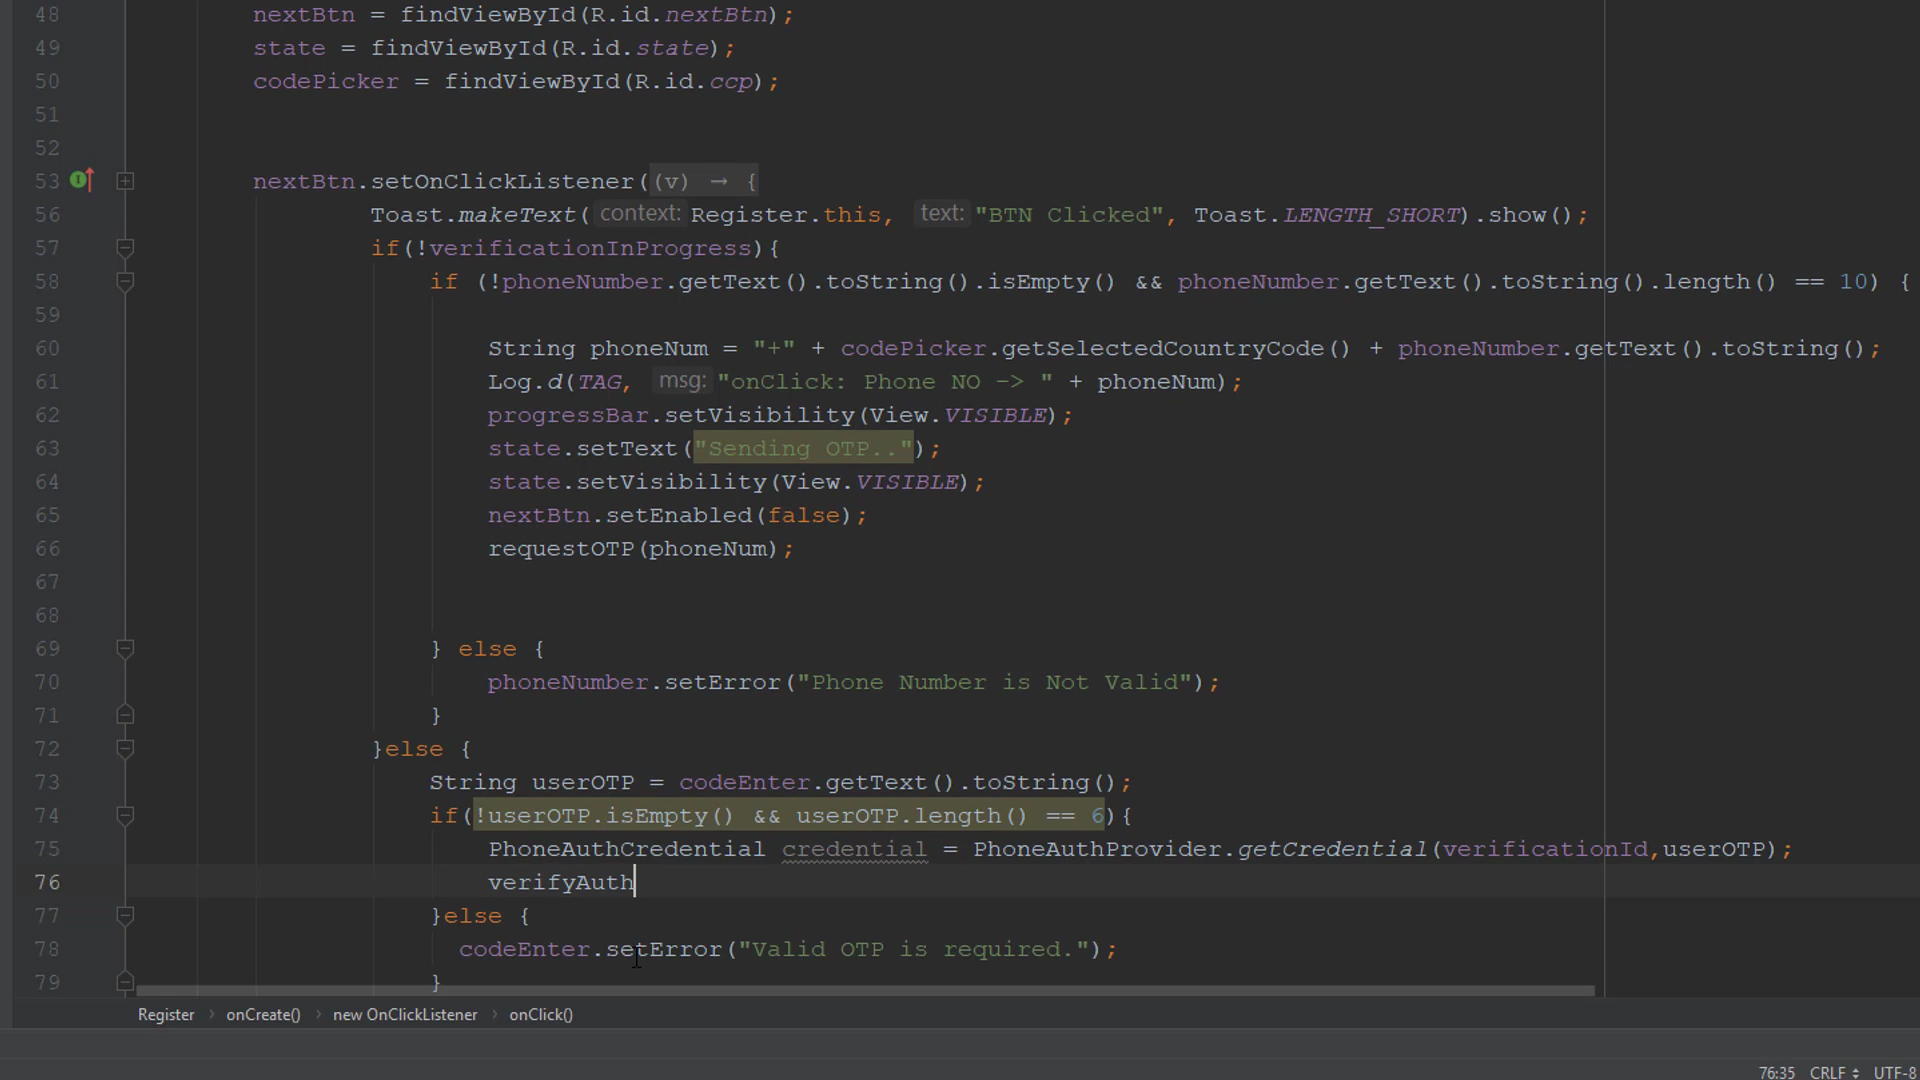 48 nextBtn = findViewById(R.id.nextBtn);
49 state = findViewById(R.id.state);
50 codePicker = findViewById(R.id.ccp);
51
52
53 nextBtn.setOnClickListener((v) → {
56 Toast.makeText( context: Register.this, text: "BTN Clicked", Toast.LENGTH_SHORT).show();
57 if(!verificationInProgress){
58 if (!phoneNumber.getText().toString().isEmpty() && phoneNumber.getText().toString().length() == 10) {
59
60 String phoneNum = "+" + codePicker.getSelectedCountryCode() + phoneNumber.getText().toString();
61 Log.d(TAG, msg: "onClick: Phone NO -> " + phoneNum);
62 progressBar.setVisibility(View.VISIBLE);
63 state.setText("Sending OTP..");
64 state.setVisibility(View.VISIBLE);
65 nextBtn.setEnabled(false);
66 requestOTP(phoneNum);
67
68
69 } else {
70 phoneNumber.setError("Phone Number is Not Valid");
71 }
72 }else {
73 String userOTP = codeEnter.getText().toString();
74 if(!userOTP.isEmpty() && userOTP.length() == 6){
75 PhoneAuthCredential credential = PhoneAuthProvider.getCredential(verificationId,userOTP);
76 verifyAuth
77 }else {
78 codeEnter.setError("Valid OTP is required.");
79 }
Register › onCreate() › new OnClickListener › onClick()
76:35 CRLF UTF-8